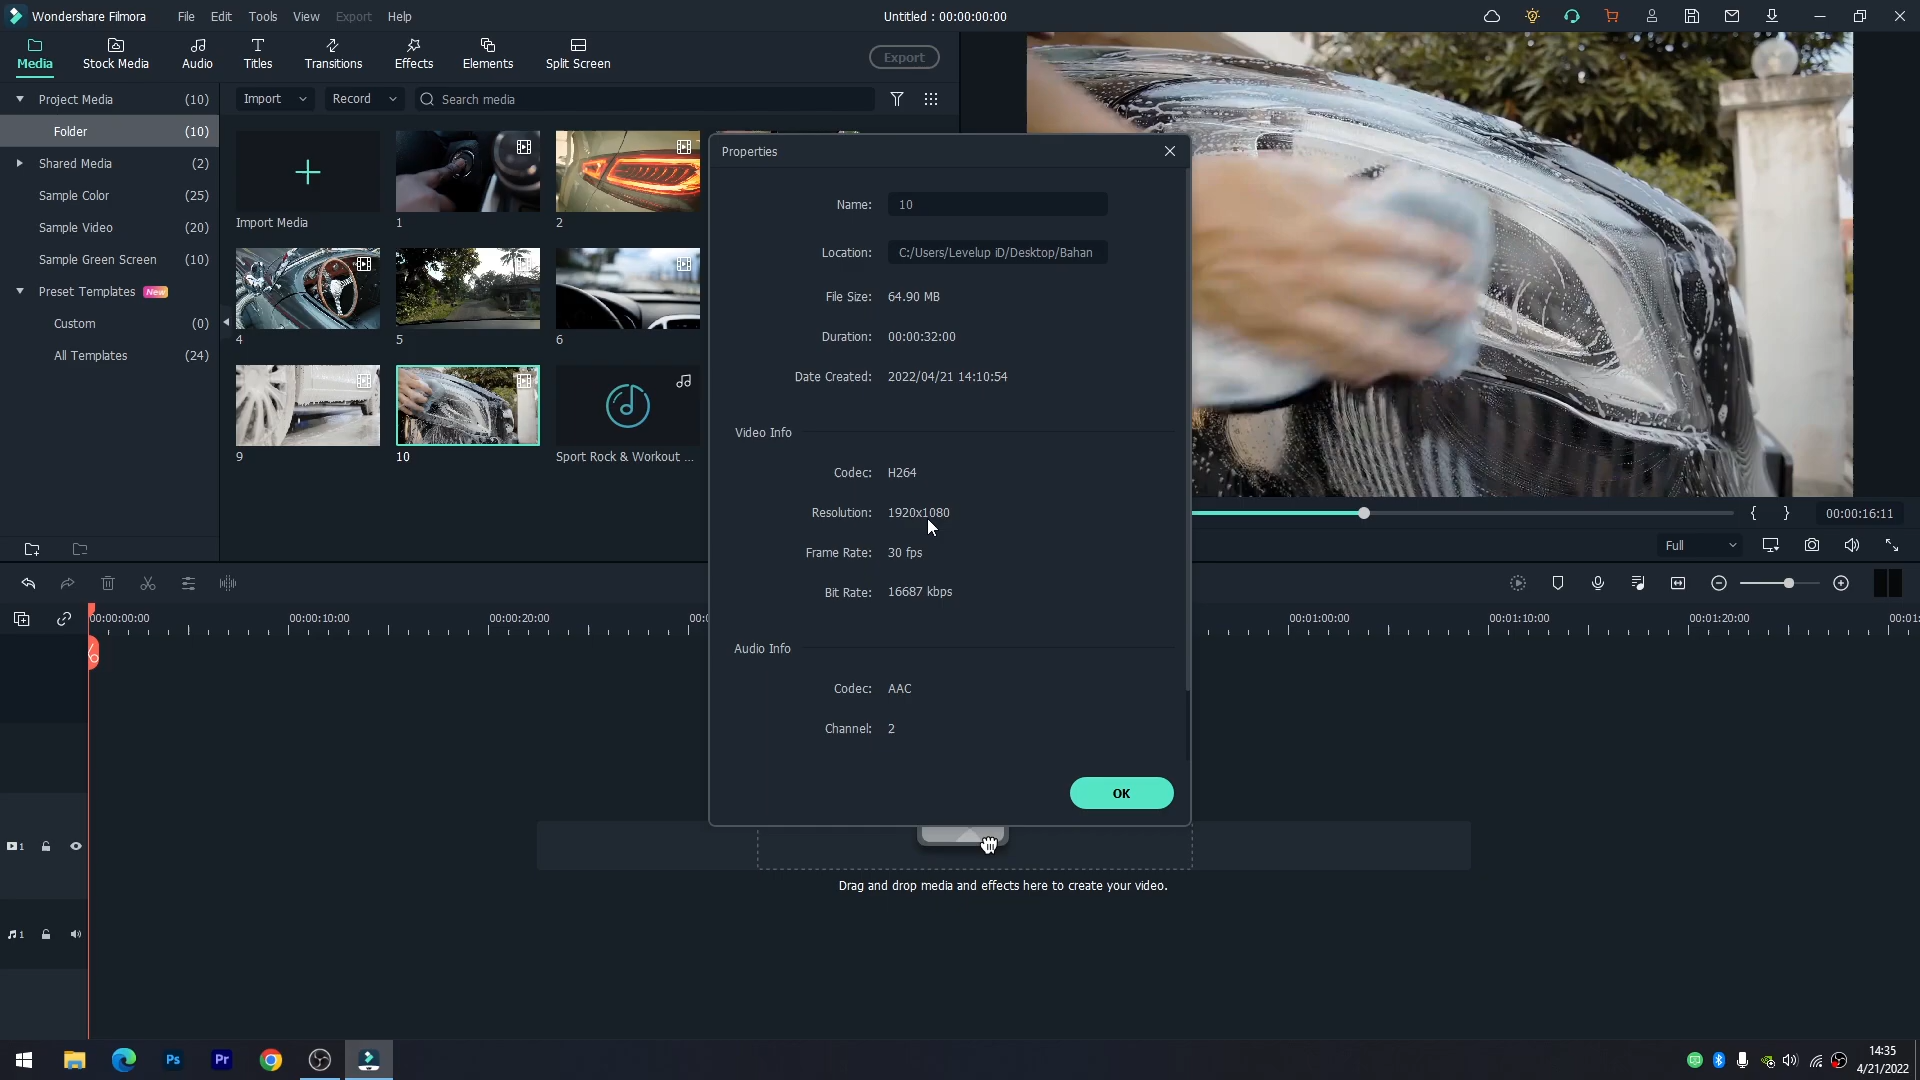 Wondershare Filmora
File
Edit
Tools
View
Export
Help
Untitled : 00:00:00:00
Media
Stock Media
Audio
Titles
Transitions
Effects
Elements
Split Screen
Export
Project Media (10)
Folder (10)
Shared Media (2)
Sample Color (25)
Sample Video (20)
Sample Green Screen (10)
Preset Templates New
Custom (0)
All Templates (24)
Import
Record
Search media
Import Media
1
2
4
5
6
9
10
Sport Rock & Workout ...
Properties
Name: 10
Location: C:/Users/Levelup iD/Desktop/Bahan
File Size: 64.90 MB
Duration: 00:00:32:00
Date Created: 2022/04/21 14:10:54
Video Info
Codec: H264
Resolution: 1920x1080
Frame Rate: 30 fps
Bit Rate: 16687 kbps
Audio Info
Codec: AAC
Channel: 2
OK
{ }
00:00:16:11
Full
00:00:00:00
00:00:10:00
00:00:20:00
00:0
00:01:00:00
00:01:10:00
00:01:20:00
00:01:
1
1
Drag and drop media and effects here to create your video.
Ps
Pr
14:35
4/21/2022